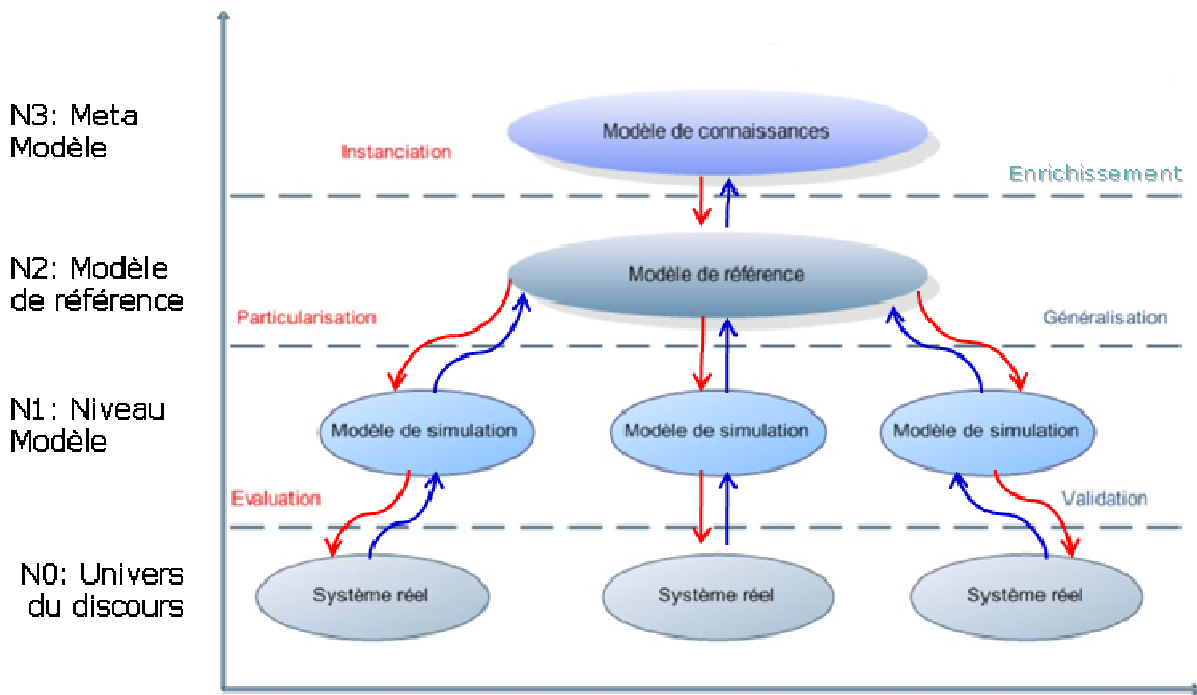 N3: Meta
Modèle
Modèle de connaissances
Instanciation
Enrichissement
N2: Modèle
de référence
Modèle de référence
Particularisation
Généralisation
N1: Niveau
Modèle
Modèle de simulation
Modèle de simulation
Modèle de simulation
Evaluation
Validation
N0: Univers
du discours
Système réel
Système réel
Système réel